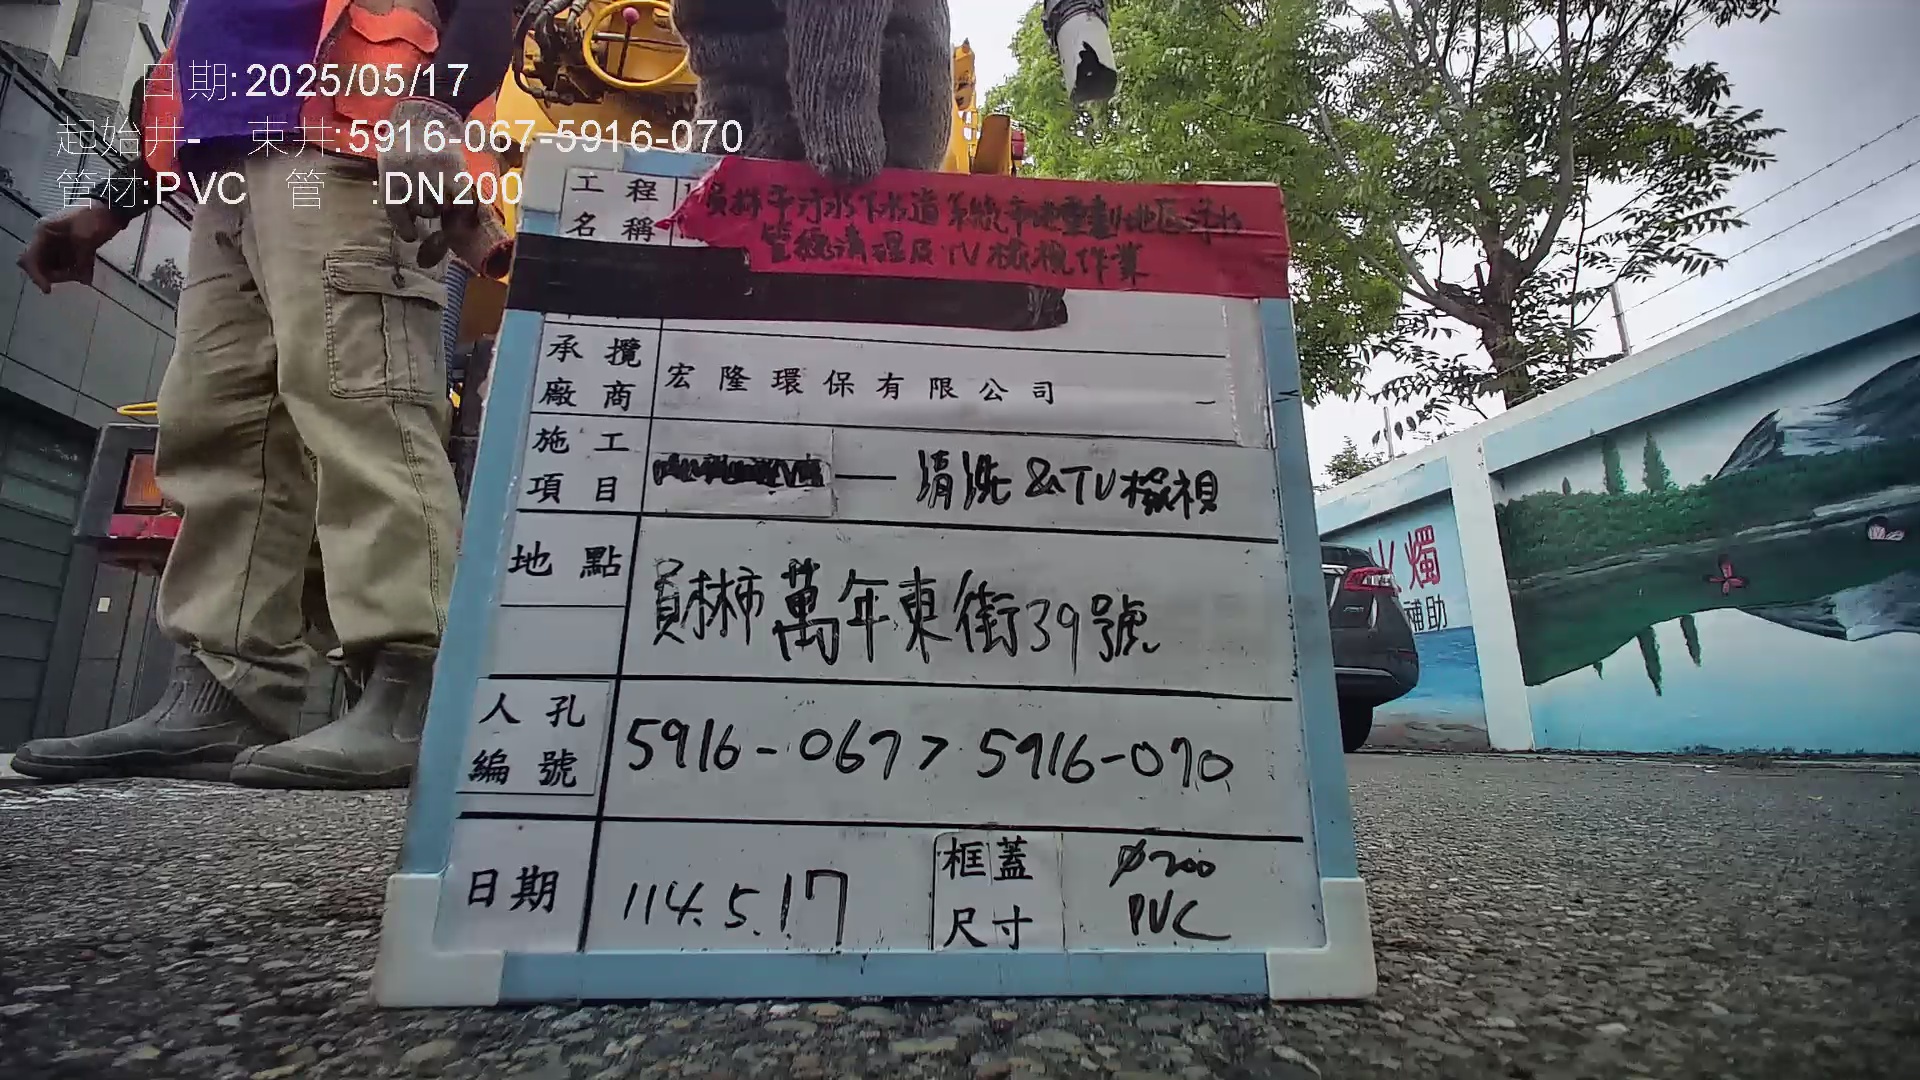 日期:2025/05/17
起始井- 束井:5916-067-5916-070
管材:PVC 管 :DN200
工程
名稱
員林市污水下水道系統市地重劃地區污水
管線清理及TV檢視作業
承攬
廠商
宏隆環保有限公司
施工
項目
—清洗&TV檢視
地點
員林市萬年東街39號
人孔
編號
5916-067>5916-070
日期
114.5.17
框蓋
尺寸
Ø200
PVC
燭
補助